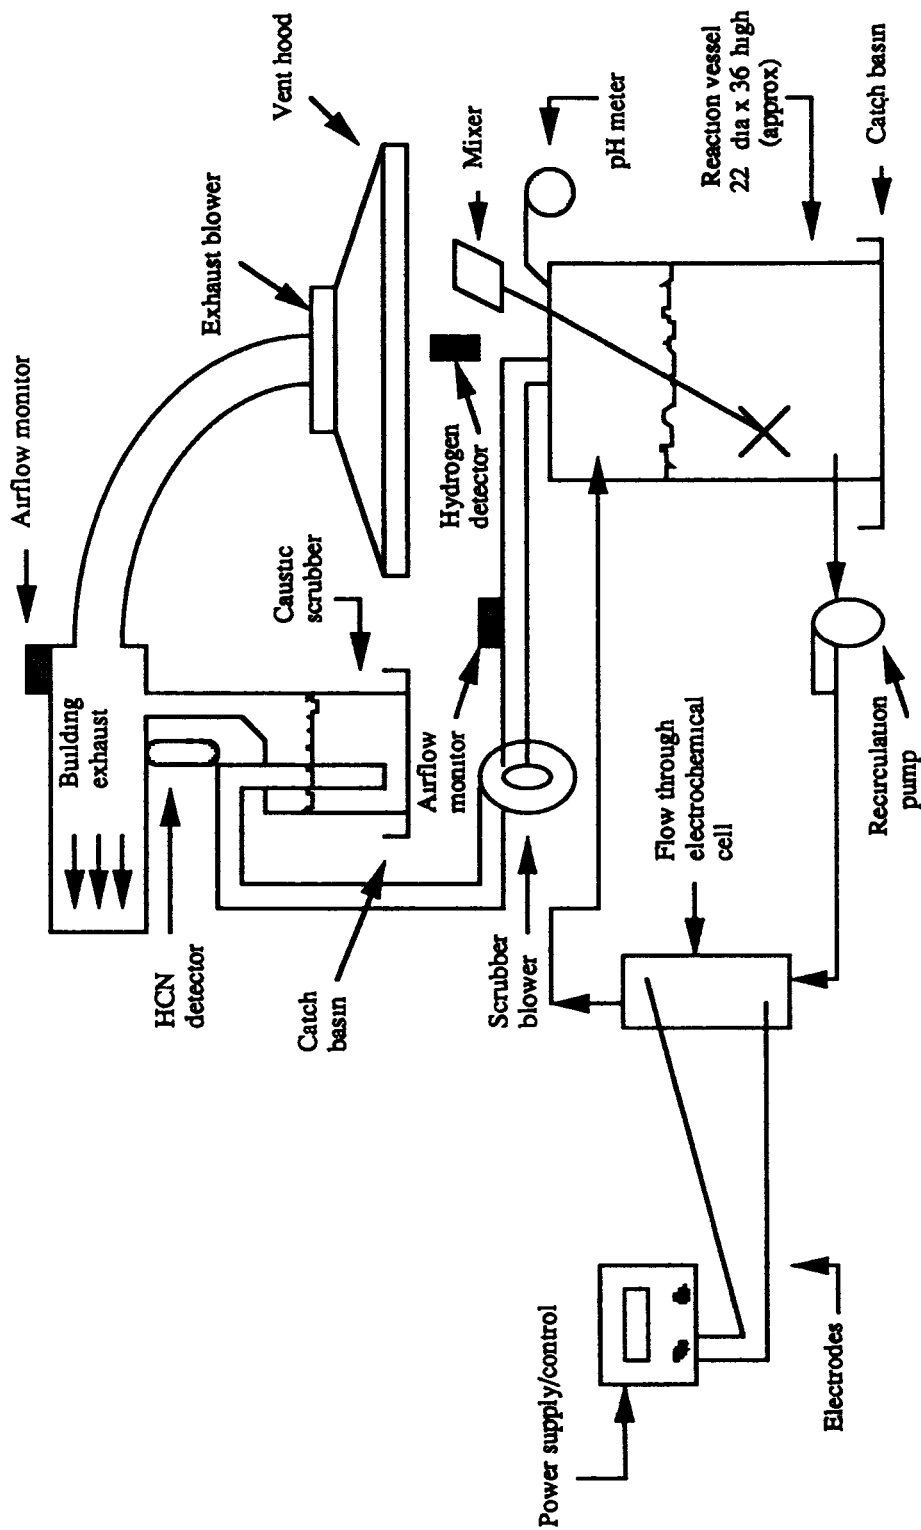 Airflow monitor
Exhaust blower
Vent hood
Building
exhaust
HCN
detector
Caustic
scrubber
Catch
basin
Airflow
monitor
Hydrogen
detector
Mixer
pH meter
Scrubber
blower
Reaction vessel
22 dia x 36 high
(approx)
Flow through
electrochemical
cell
Catch basin
Power supply/control
Electrodes
Recirculation
pump